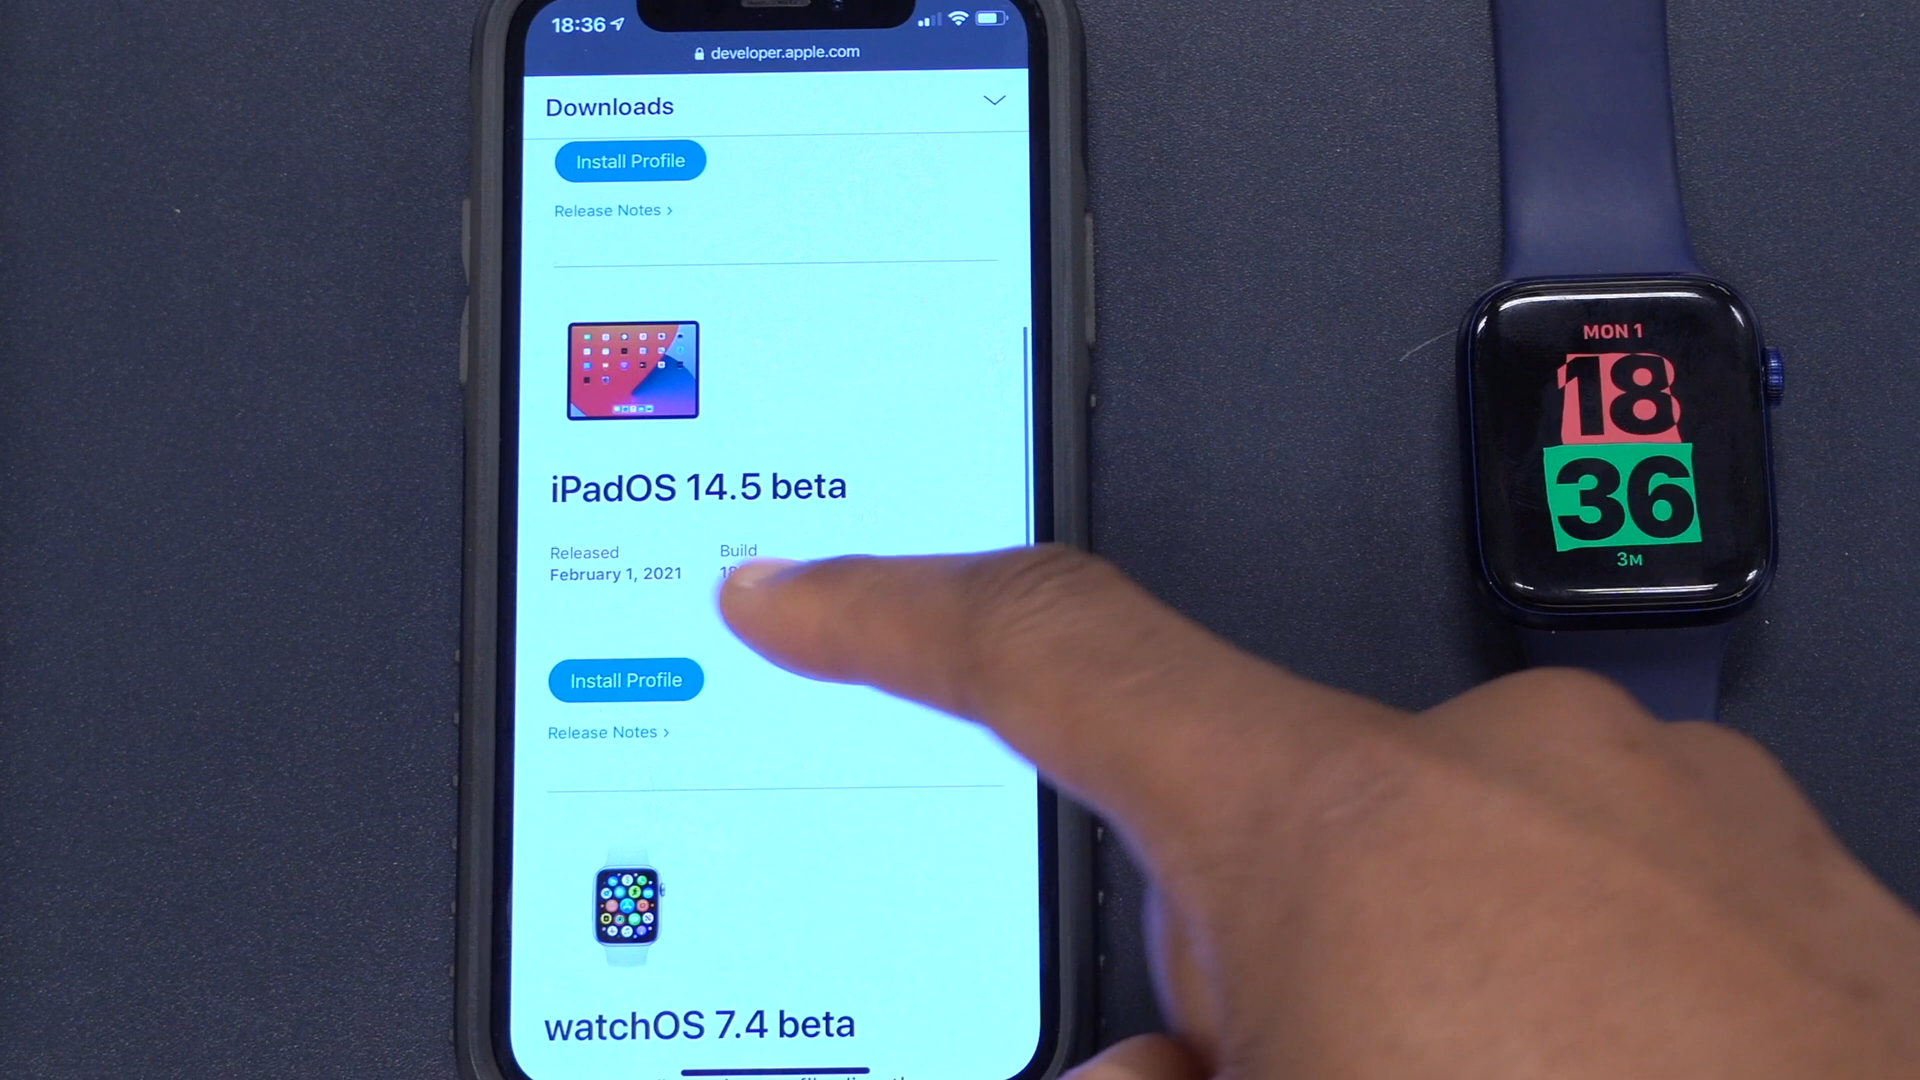 18:36
developer.apple.com
Downloads
Install Profile
Release Notes ›
iPadOS 14.5 beta
Released
February 1, 2021
Build
18
Install Profile
Release Notes ›
watchOS 7.4 beta
MON 1
18
36
3M